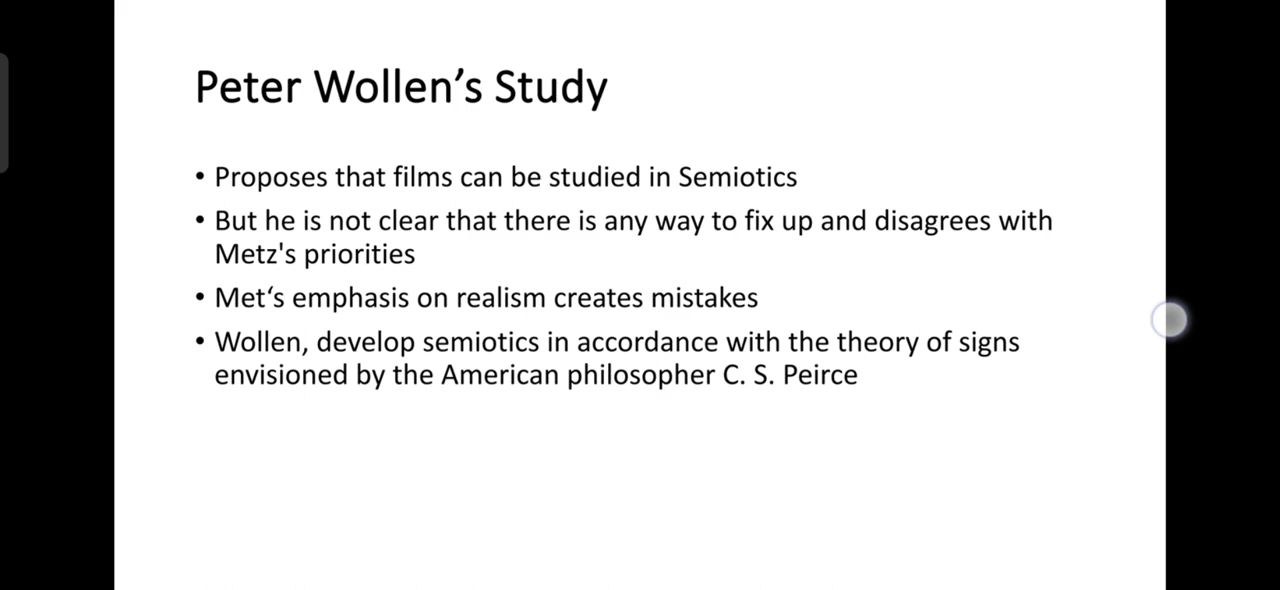 Peter Wollen’s Study
• Proposes that films can be studied in Semiotics
• But he is not clear that there is any way to fix up and disagrees with
Metz's priorities
• Met‘s emphasis on realism creates mistakes
• Wollen, develop semiotics in accordance with the theory of signs
envisioned by the American philosopher C. S. Peirce